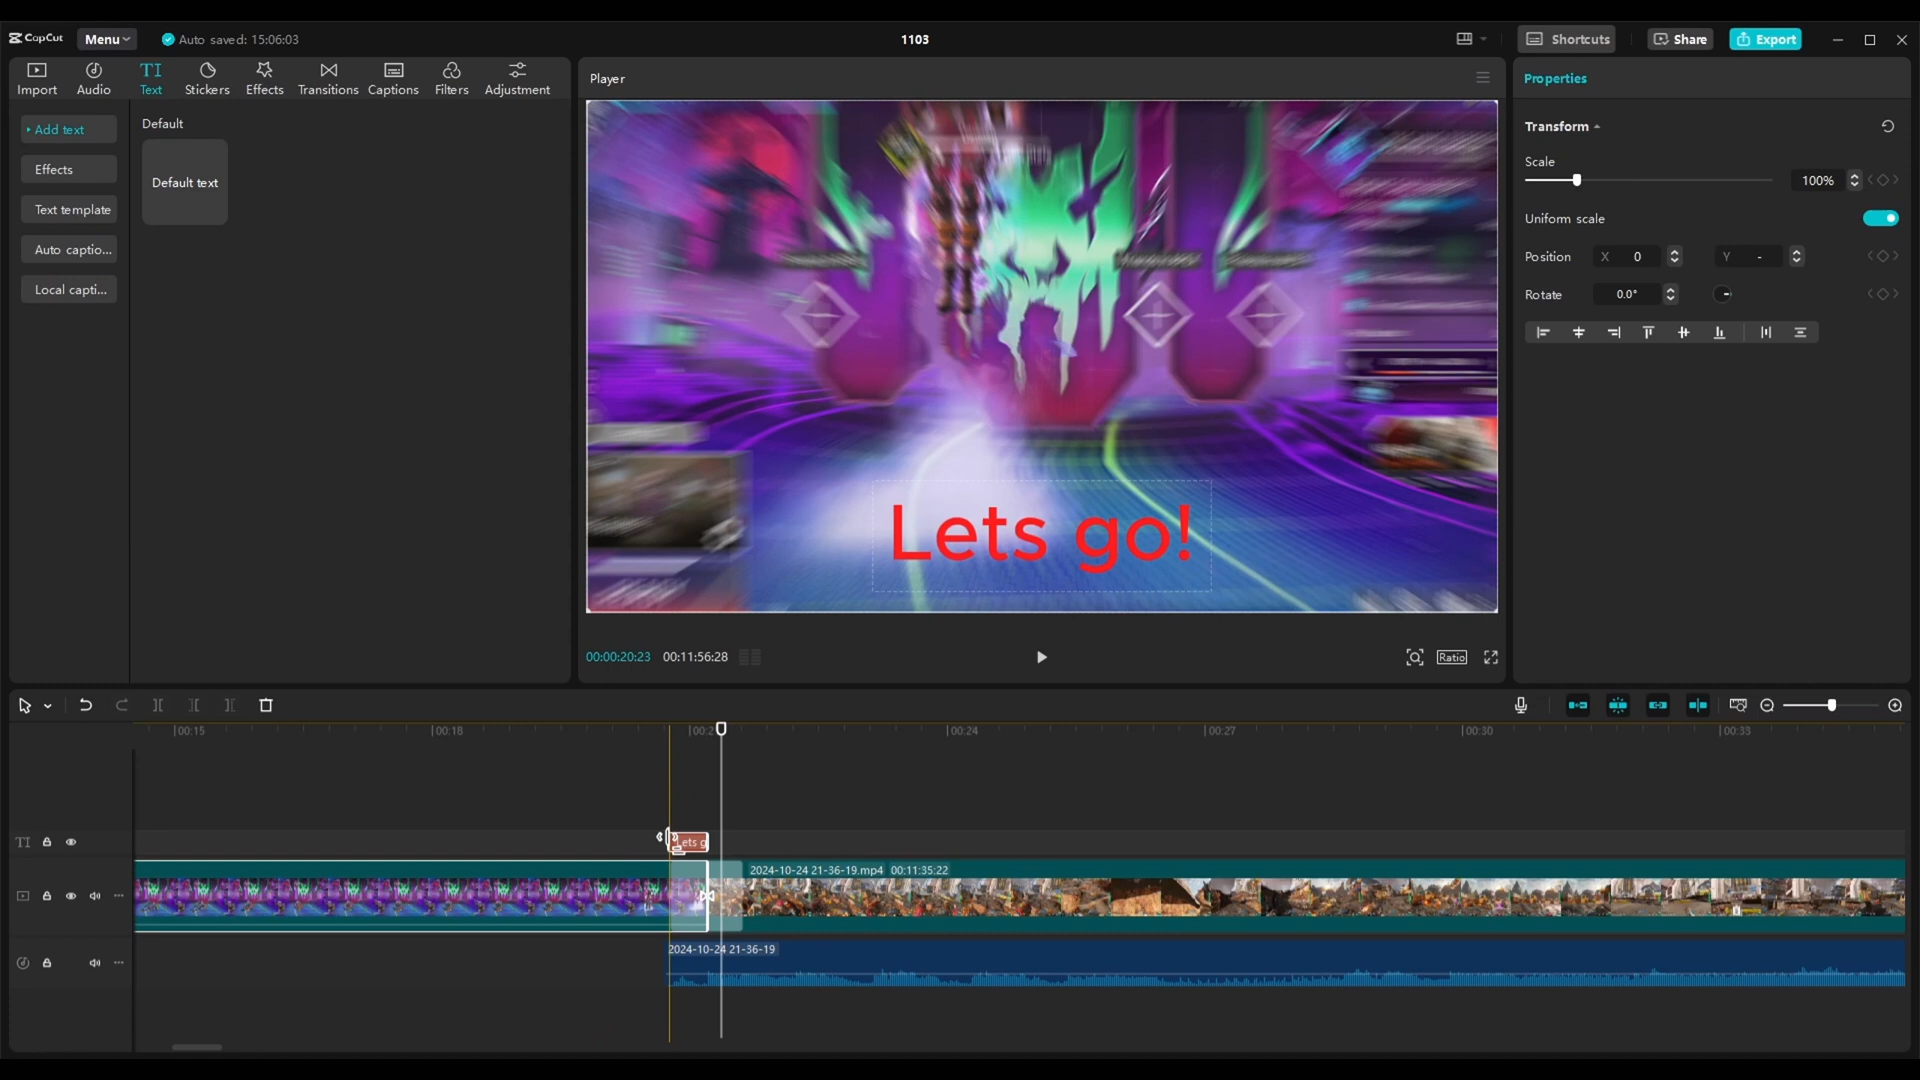 CapCut
Menu
Auto saved: 15:06:03
1103
Shortcuts
Share
Export
Import
Audio
TI
Text
Stickers
Effects
Transitions
Captions
Filters
Adjustment
Add text
Effects
Text template
Auto captio...
Local capti...
Default
Default text
Player
Lets go!
00:00:20:23
00:11:56:28
Ratio
Properties
Transform
Scale
100%
Uniform scale
Position
X 0
Y -
Rotate
0.0°
00:15
00:18
00:2
00:24
00:27
00:30
00:33
TI
Lets g
2024-10-24 21-36-19.mp4 00:11:35:22
2024-10-24 21-36-19